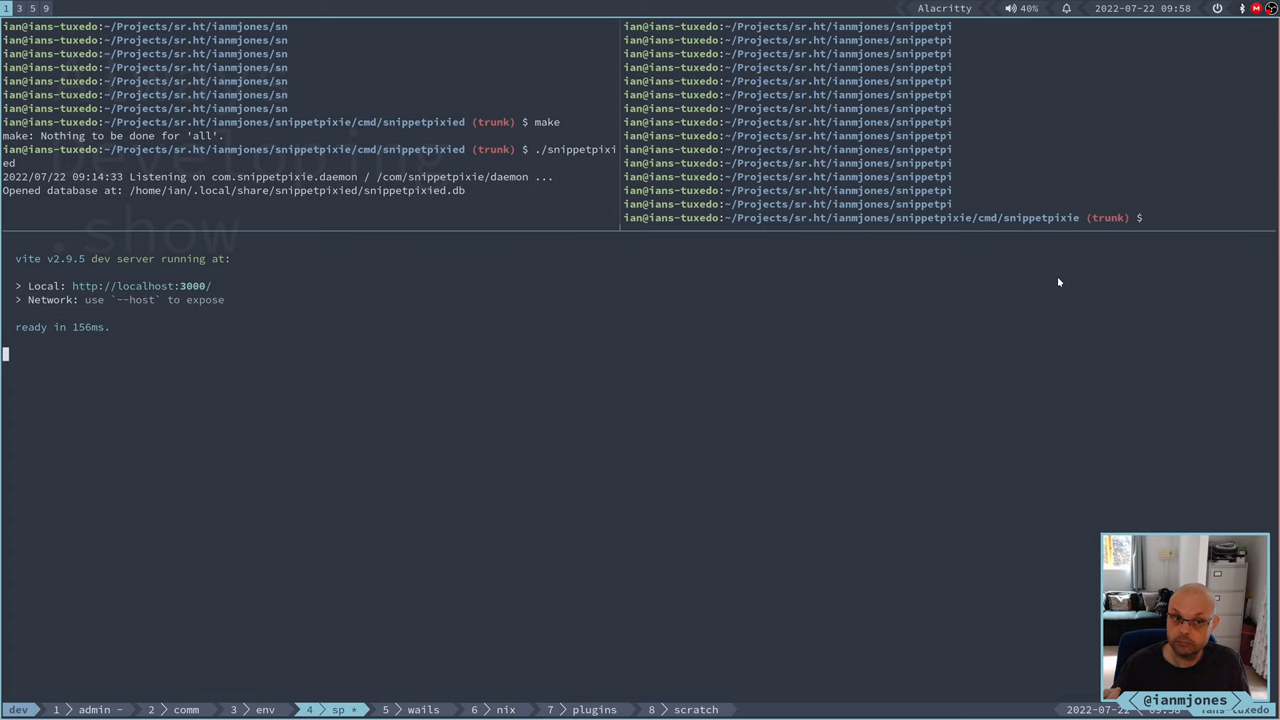 1 3 5 9
Alacritty 40% 2022-07-22 09:58
ian@ians-tuxedo:~/Projects/sr.ht/ianmjones/sn
ian@ians-tuxedo:~/Projects/sr.ht/ianmjones/sn
ian@ians-tuxedo:~/Projects/sr.ht/ianmjones/sn
ian@ians-tuxedo:~/Projects/sr.ht/ianmjones/sn
ian@ians-tuxedo:~/Projects/sr.ht/ianmjones/sn
ian@ians-tuxedo:~/Projects/sr.ht/ianmjones/sn
ian@ians-tuxedo:~/Projects/sr.ht/ianmjones/sn
ian@ians-tuxedo:~/Projects/sr.ht/ianmjones/snippetpixie/cmd/snippetpixied (trunk) $ make
make: Nothing to be done for 'all'.
ian@ians-tuxedo:~/Projects/sr.ht/ianmjones/snippetpixie/cmd/snippetpixied (trunk) $ ./snippetpixi
ed
2022/07/22 09:14:33 Listening on com.snippetpixie.daemon / /com/snippetpixie/daemon ...
Opened database at: /home/ian/.local/share/snippetpixied/snippetpixied.db
Developing
.show
ian@ians-tuxedo:~/Projects/sr.ht/ianmjones/snippetpi
ian@ians-tuxedo:~/Projects/sr.ht/ianmjones/snippetpi
ian@ians-tuxedo:~/Projects/sr.ht/ianmjones/snippetpi
ian@ians-tuxedo:~/Projects/sr.ht/ianmjones/snippetpi
ian@ians-tuxedo:~/Projects/sr.ht/ianmjones/snippetpi
ian@ians-tuxedo:~/Projects/sr.ht/ianmjones/snippetpi
ian@ians-tuxedo:~/Projects/sr.ht/ianmjones/snippetpi
ian@ians-tuxedo:~/Projects/sr.ht/ianmjones/snippetpi
ian@ians-tuxedo:~/Projects/sr.ht/ianmjones/snippetpi
ian@ians-tuxedo:~/Projects/sr.ht/ianmjones/snippetpi
ian@ians-tuxedo:~/Projects/sr.ht/ianmjones/snippetpi
ian@ians-tuxedo:~/Projects/sr.ht/ianmjones/snippetpi
ian@ians-tuxedo:~/Projects/sr.ht/ianmjones/snippetpi
ian@ians-tuxedo:~/Projects/sr.ht/ianmjones/snippetpi
ian@ians-tuxedo:~/Projects/sr.ht/ianmjones/snippetpixie/cmd/snippetpixie (trunk) $
vite v2.9.5 dev server running at:
> Local: http://localhost:3000/
> Network: use `--host` to expose
ready in 156ms.
@ianmjones
dev 1 admin - 2 comm 3 env 4 sp * 5 wails 6 nix 7 plugins 8 scratch 2022-07-22